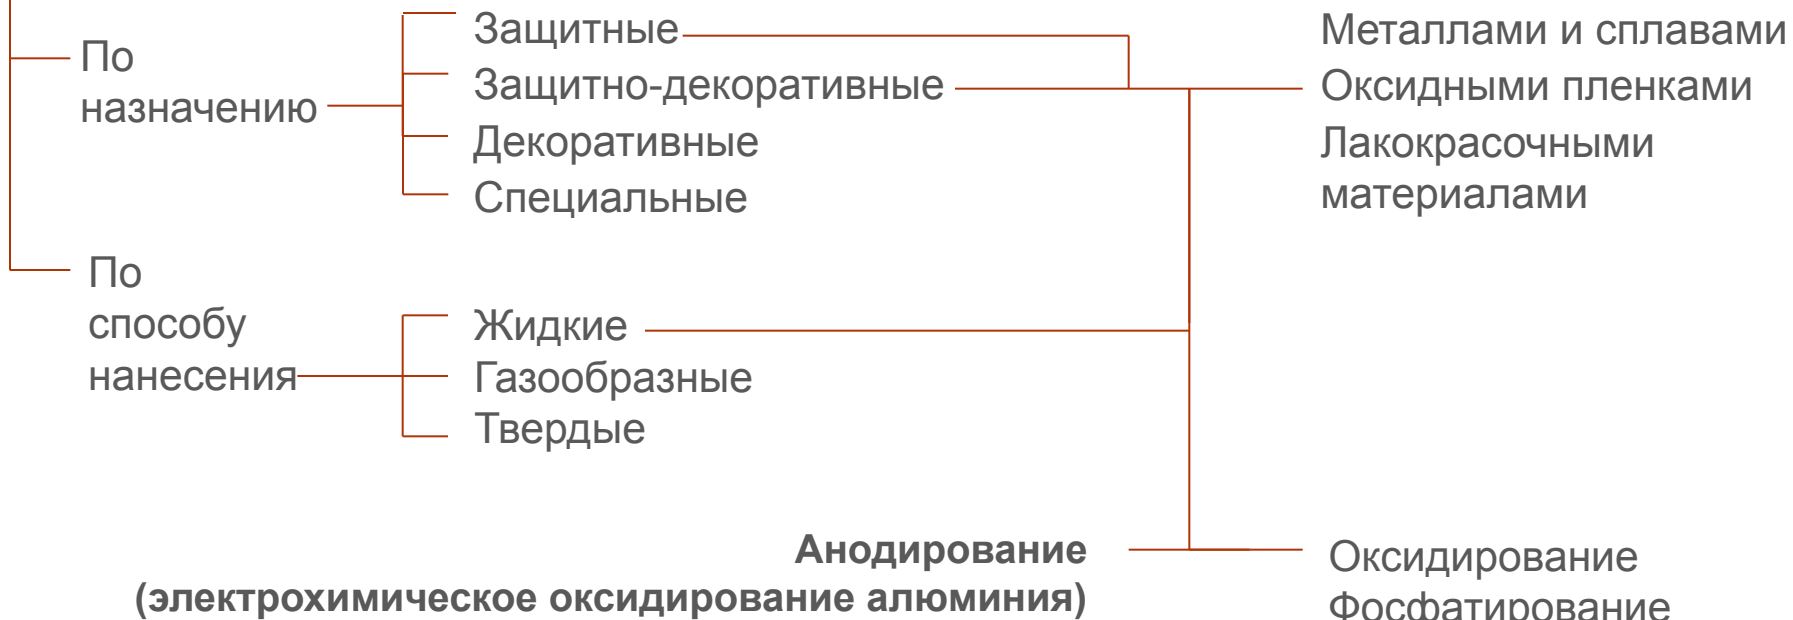 По
назначению
Защитные
Защитно-декоративные
Декоративные
Специальные
Металлами и сплавами
Оксидными пленками
Лакокрасочными
материалами
По
способу
нанесения
Жидкие
Газообразные
Твердые
Анодирование
(электрохимическое оксидирование алюминия)
Оксидирование
Фосфатирование